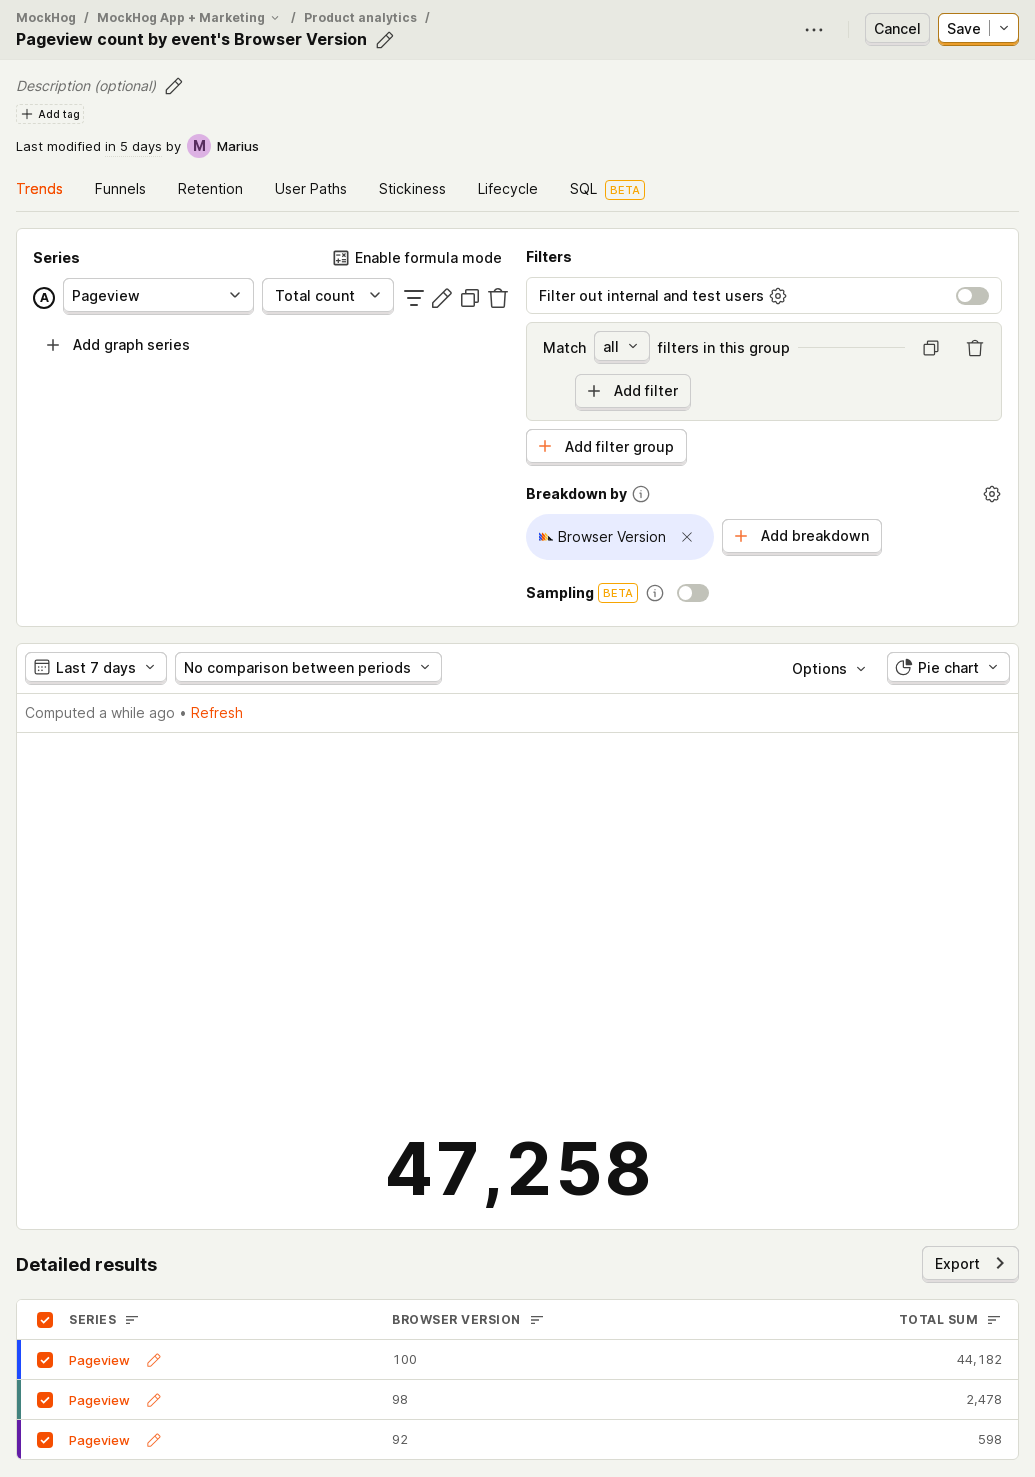 MockHog / MockHog App + Marketing / Product analytics /
Pageview count by event's Browser Version
Cancel
Save
Description (optional)
Add tag
Last modified in 5 days by M Marius
Trends Funnels Retention User Paths Stickiness Lifecycle SQL BETA
Series
Enable formula mode
A Pageview Total count
Add graph series
Filters
Filter out internal and test users
Match all filters in this group
Add filter
Add filter group
Breakdown by
Browser Version
Add breakdown
Sampling BETA
Last 7 days No comparison between periods Options Pie chart
Computed a while ago • Refresh
47,258
Detailed results
Export
SERIES BROWSER VERSION TOTAL SUM
Pageview 100 44,182
Pageview 98 2,478
Pageview 92 598